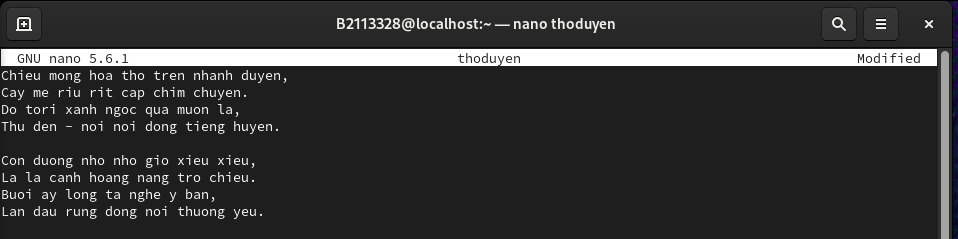 B2113328@localhost:~ — nano thoduyen
GNU nano 5.6.1 thoduyen Modified
Chieu mong hoa tho tren nhanh duyen,
Cay me riu rit cap chim chuyen.
Do tori xanh ngoc qua muon la,
Thu den - noi noi dong tieng huyen.

Con duong nho nho gio xieu xieu,
La la canh hoang nang tro chieu.
Buoi ay long ta nghe y ban,
Lan dau rung dong noi thuong yeu.